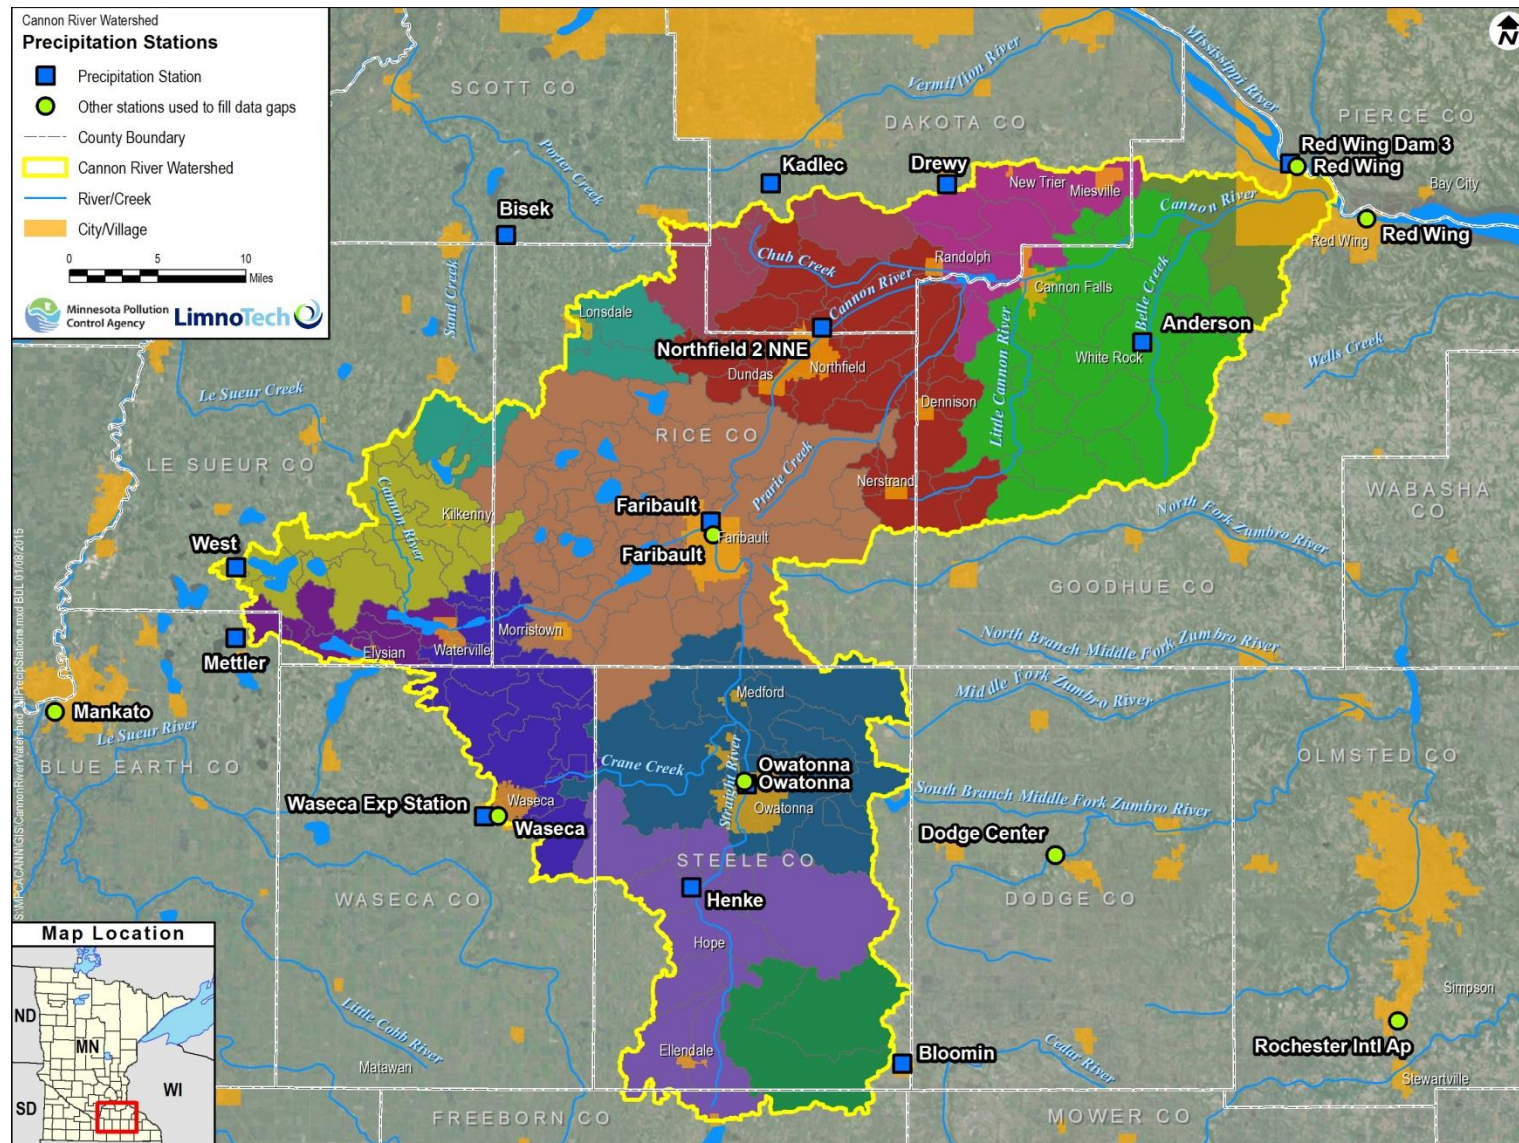 Cannon River Watershed
Precipitation Stations
Precipitation Station
Other stations used to fill data gaps
County Boundary
Cannon River Watershed
River/Creek
City/Village
0 5 10
Miles
Minnesota Pollution
Control Agency
LimnoTech
N
SCOTT CO
DAKOTA CO
PIERCE CO
Vermillion River
Mississippi River
Porter Creek
Kadlec
Drewy
New Trier
Miesville
Red Wing Dam 3
Red Wing
Bay City
Bisek
Cannon River
Red Wing
Red Wing
Sand Creek
Chub Creek
Randolph
Cannon River
Cannon Falls
Belle Creek
Lonsdale
Anderson
Northfield 2 NNE
Dundas
Northfield
White Rock
Wells Creek
Little Cannon River
Le Sueur Creek
Dennison
RICE CO
LE SUEUR CO
Prarie Creek
Nerstrand
WABASHA
CO
Kilkenny
Cannon River
Faribault
Faribault
Faribault
North Fork Zumbro River
West
GOODHUE CO
Morristown
Mettler
Elysian
Waterville
North Branch Middle Fork Zumbro River
Mankato
Medford
Middle Fork Zumbro River
Le Sueur River
BLUE EARTH CO
Crane Creek
Straight River
Owatonna
Owatonna
Owatonna
OLMSTED CO
South Branch Middle Fork Zumbro River
Waseca Exp Station
Waseca
Waseca
Dodge Center
STEELE CO
WASECA CO
Henke
DODGE CO
Hope
Simpson
Little Cobb River
Rochester Intl Ap
Ellendale
Bloomin
Cedar River
Matawan
Stewartville
FREEBORN CO
MOWER CO
Map Location
ND
MN
SD
WI